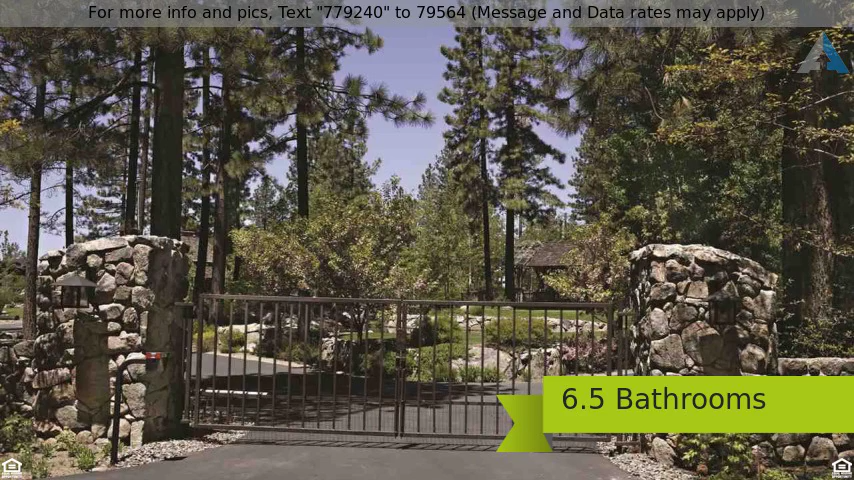 For more info and pics, Text "779240" to 79564 (Message and Data rates may apply)
6.5 Bathrooms